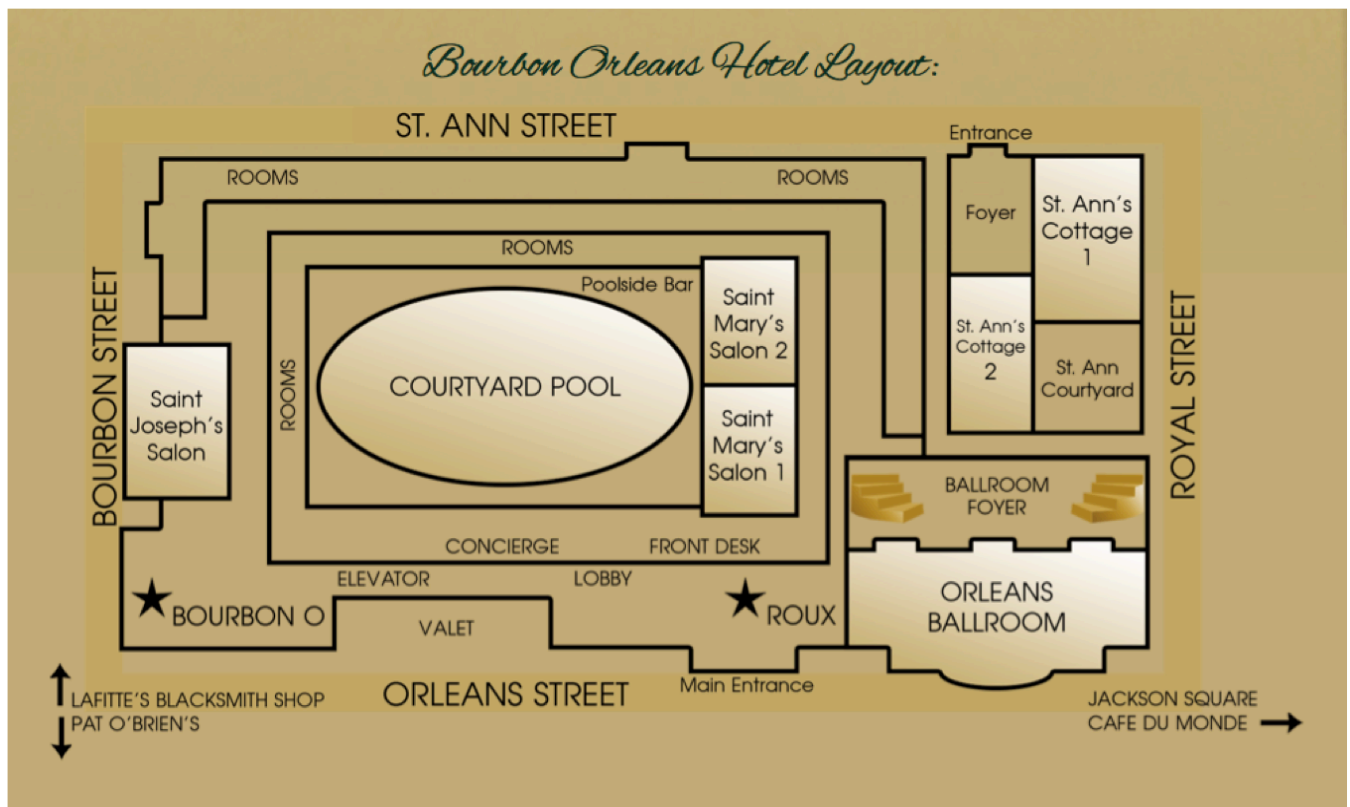 Bourbon Orleans Hotel Layout:
ST. ANN STREET
Entrance
ROOMS
ROOMS
Foyer
St. Ann's
Cottage
1
ROOMS
Poolside Bar
Saint
Mary's
Salon 2
St. Ann's
Cottage
2
St. Ann
Courtyard
BOURBON STREET
ROYAL STREET
Saint
Joseph's
Salon
ROOMS
COURTYARD POOL
Saint
Mary's
Salon 1
BALLROOM
FOYER
CONCIERGE
FRONT DESK
ELEVATOR
LOBBY
ORLEANS
BALLROOM
BOURBON O
VALET
ROUX
Main Entrance
ORLEANS STREET
LAFITTE'S BLACKSMITH SHOP
PAT O'BRIEN'S
JACKSON SQUARE
CAFE DU MONDE